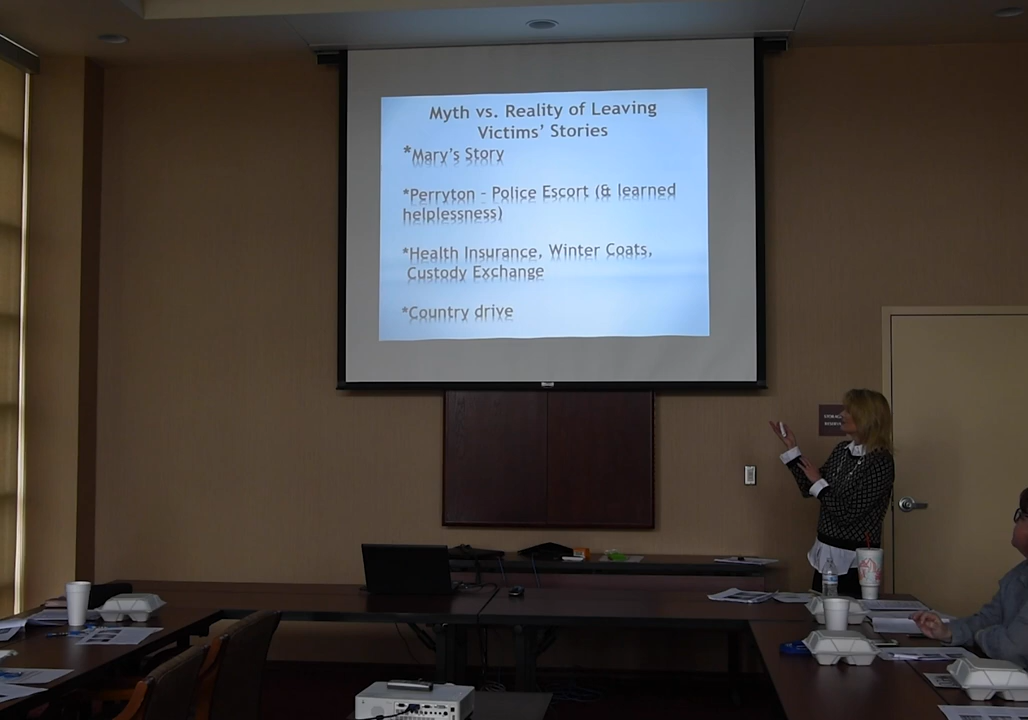 Myth vs. Reality of Leaving
Victims' Stories
*Mary's Story
*Perryton - Police Escort (& learned
helplessness)
*Health Insurance, Winter Coats,
Custody Exchange
*Country drive